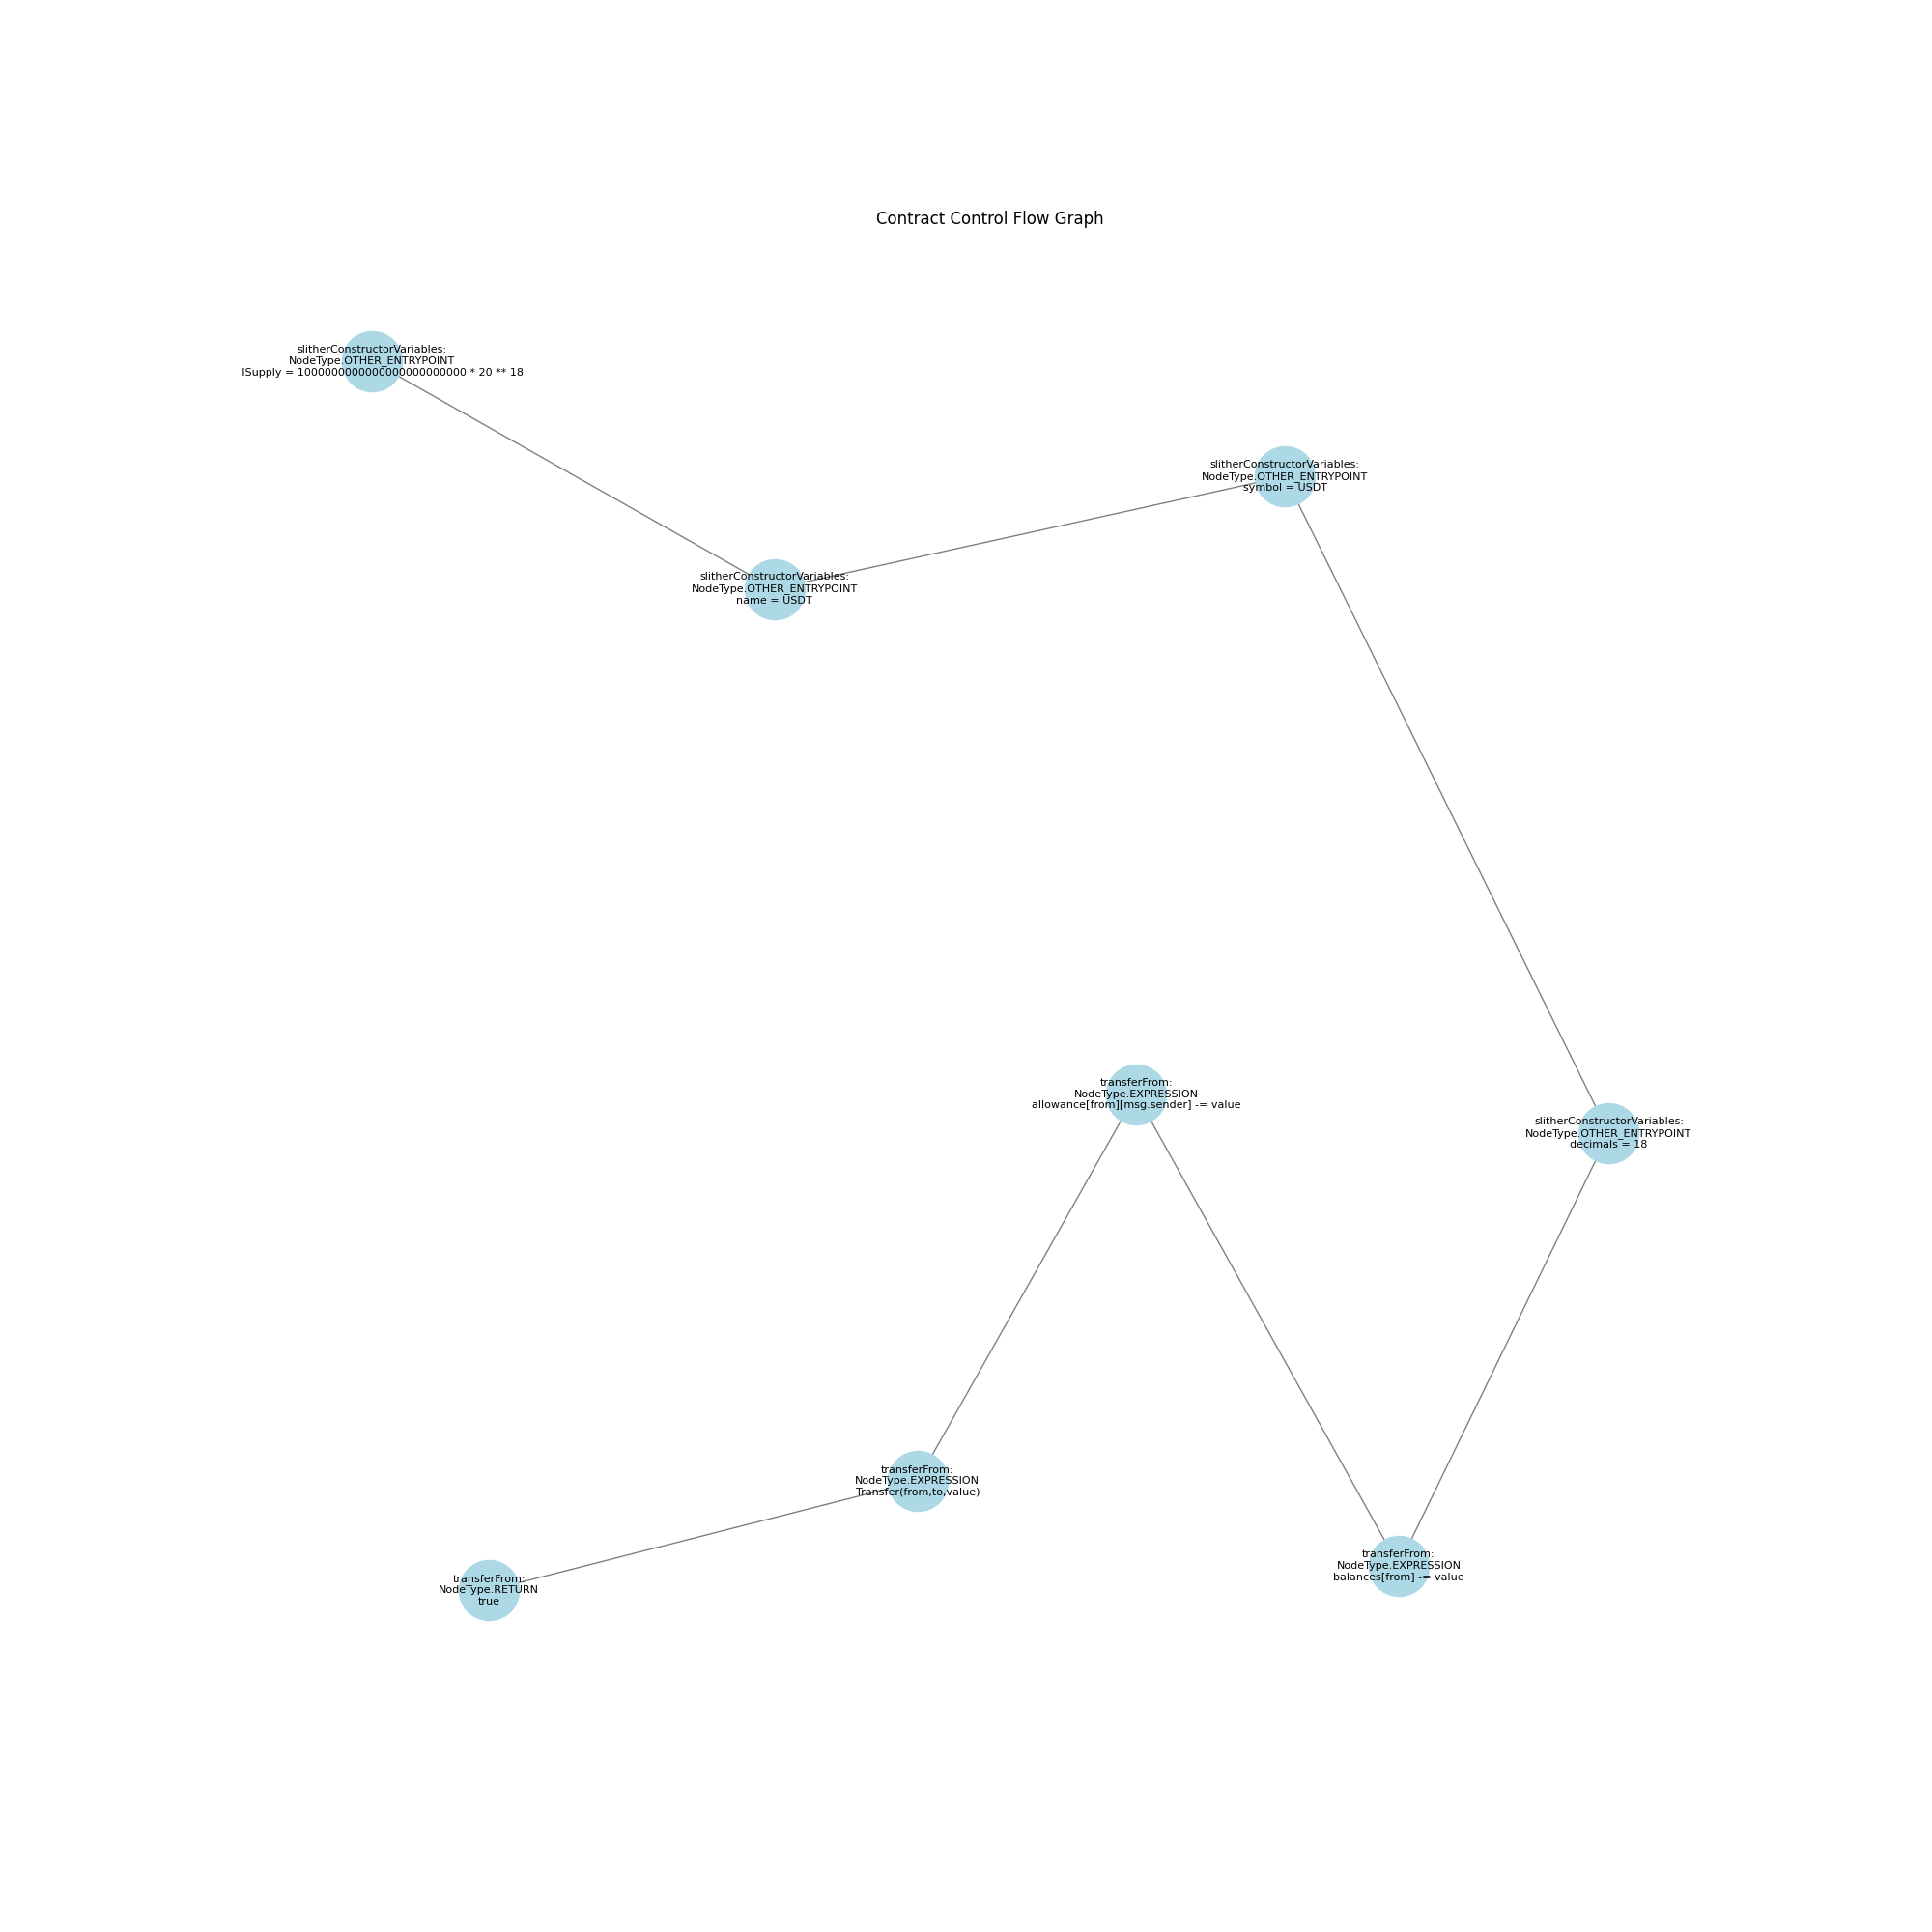 Contract Control Flow Graph
slitherConstructorVariables:
NodeType.OTHER_ENTRYPOINT
lSupply = 1000000000000000000000000 * 20 ** 18
slitherConstructorVariables:
NodeType.OTHER_ENTRYPOINT
symbol = USDT
slitherConstructorVariables:
NodeType.OTHER_ENTRYPOINT
name = USDT
transferFrom:
NodeType.EXPRESSION
allowance[from][msg.sender] -= value
slitherConstructorVariables:
NodeType.OTHER_ENTRYPOINT
decimals = 18
transferFrom:
NodeType.EXPRESSION
Transfer(from,to,value)
transferFrom:
NodeType.EXPRESSION
balances[from] -= value
transferFrom:
NodeType.RETURN
true